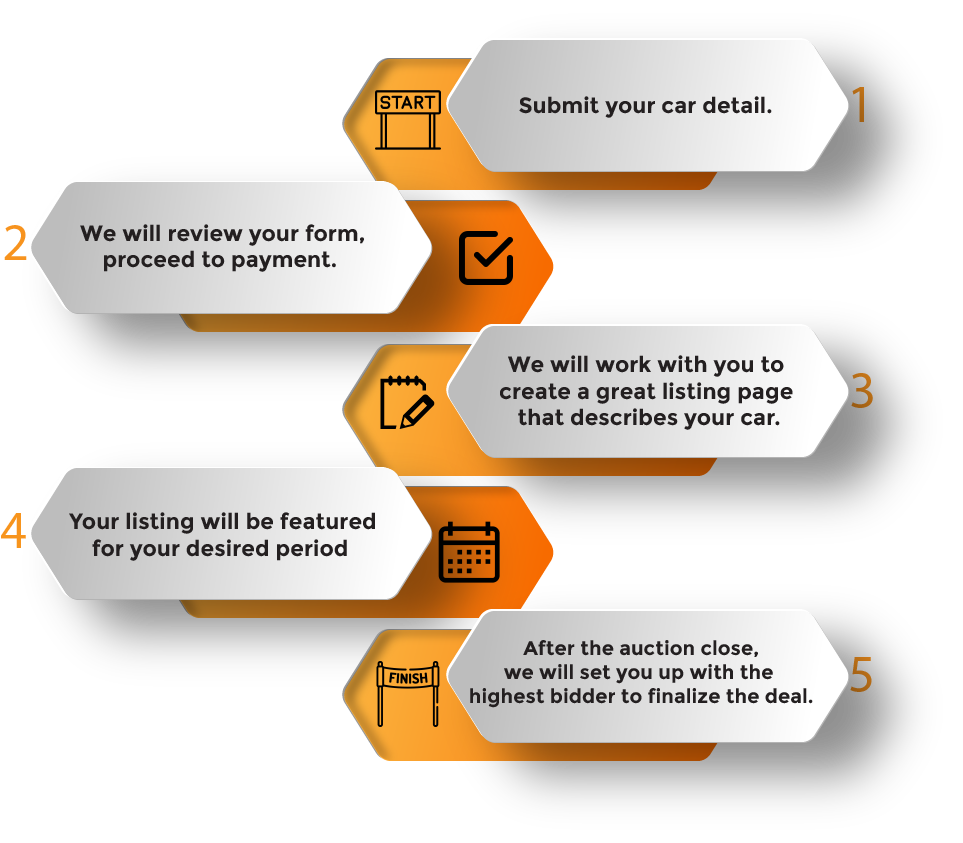 START
Submit your car detail.
1
2
We will review your form,
proceed to payment.
We will work with you to
create a great listing page
that describes your car.
3
4
Your listing will be featured
for your desired period
FINISH
After the auction close,
we will set you up with the
highest bidder to finalize the deal.
5